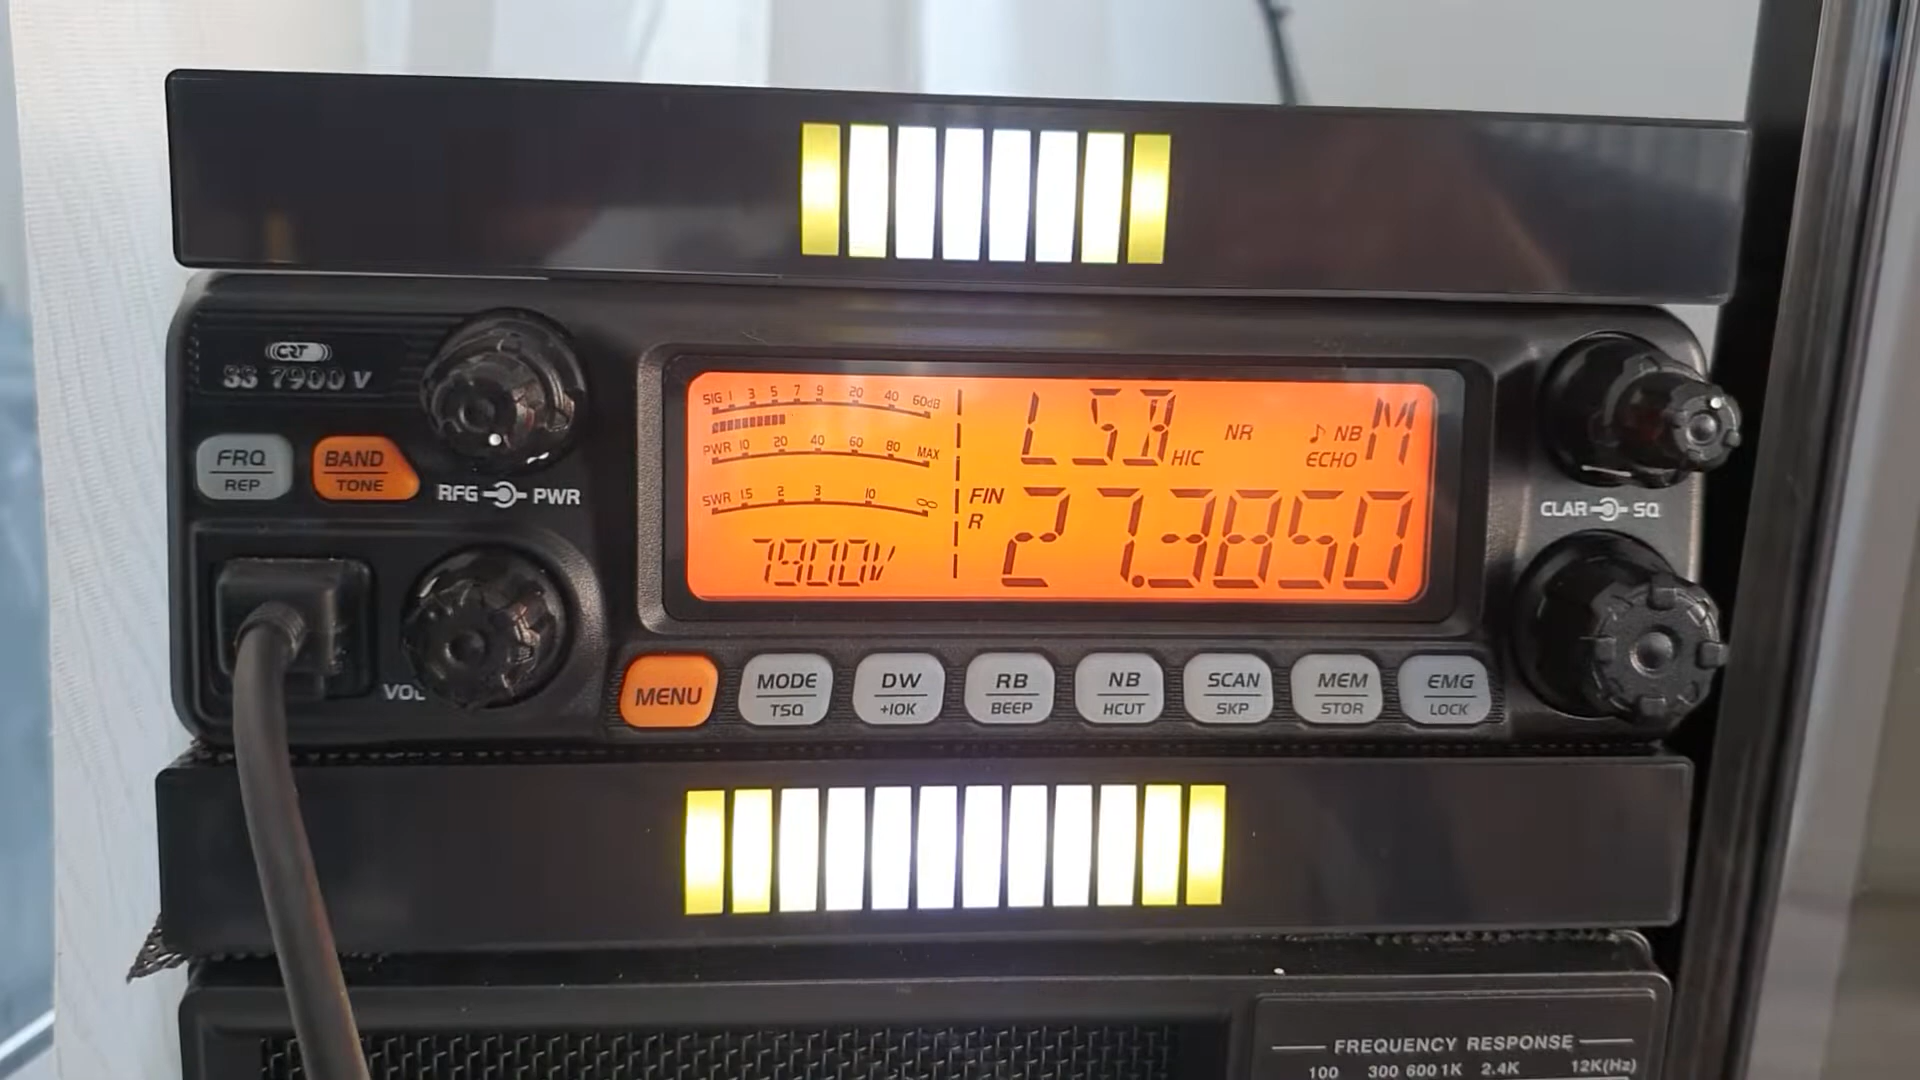 CRT
SS 7900 V
FRQ
REP
BAND
TONE
RFG PWR
VOL
SIG 1 3 5 7 9 20 40 60dB
PWR 10 20 40 60 80 MAX
SWR 1.5 2 3 10 ∞
7900V
LSB HIC NR ♪ NB M
ECHO
FIN
R
27.3850
CLAR SQ
MENU
MODE
TSQ
DW
+10K
RB
BEEP
NB
HCUT
SCAN
SKP
MEM
STOR
EMG
LOCK
FREQUENCY RESPONSE
100 300 600 1K 2.4K 12K(Hz)